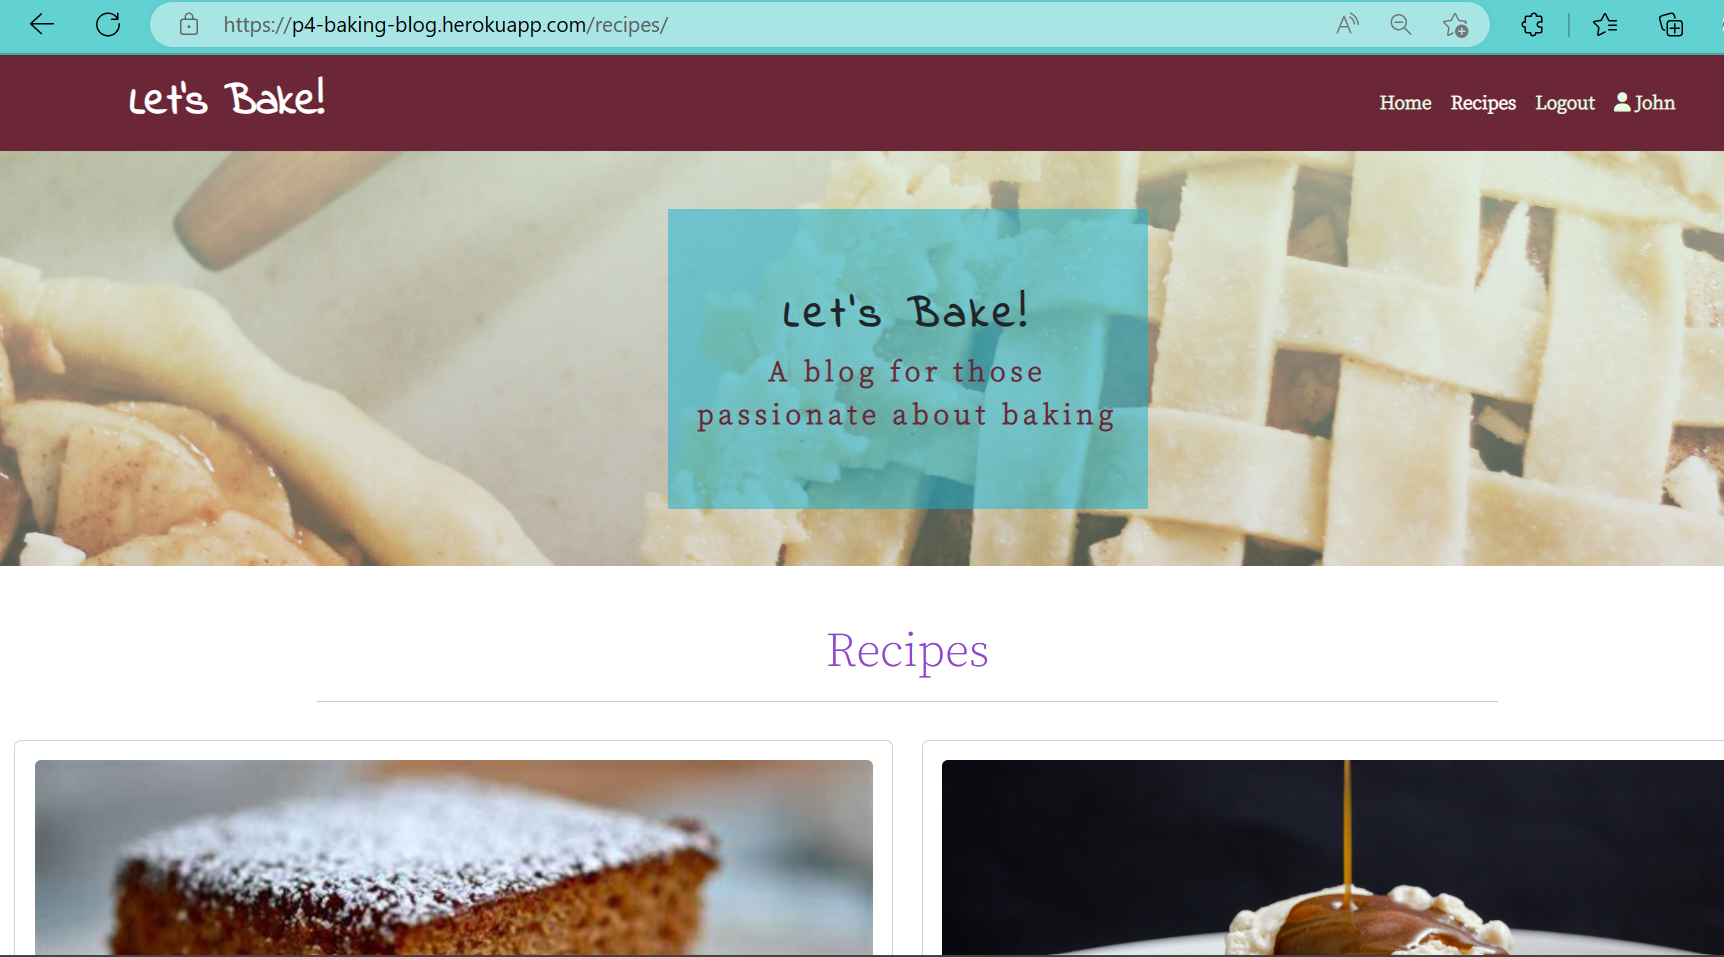 https://p4-baking-blog.herokuapp.com/recipes/
Let's Bake!
Home Recipes Logout John
Let's Bake!
A blog for those
passionate about baking
Recipes